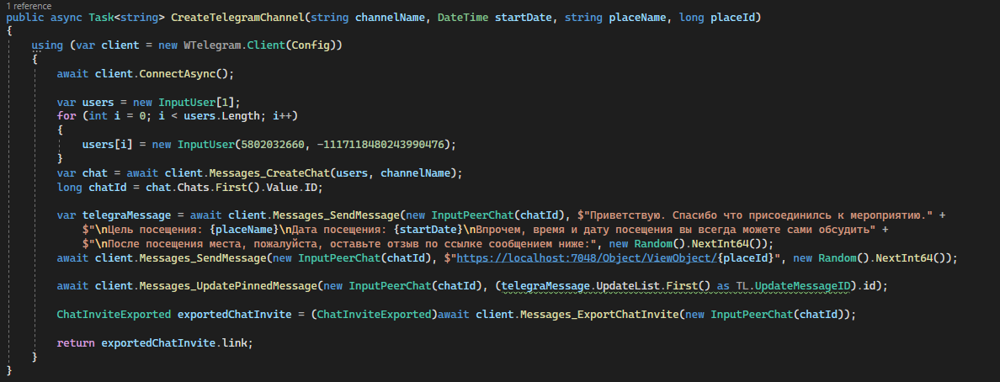 1 reference
public async Task<string> CreateTelegramChannel(string channelName, DateTime startDate, string placeName, long placeId)
{
using (var client = new WTelegram.Client(Config))
{
await client.ConnectAsync();
var users = new InputUser[1];
for (int i = 0; i < users.Length; i++)
{
users[i] = new InputUser(5802032660, -1117118480243990476);
}
var chat = await client.Messages_CreateChat(users, channelName);
long chatId = chat.Chats.First().Value.ID;
var telegraMessage = await client.Messages_SendMessage(new InputPeerChat(chatId), $"Приветствую. Спасибо что присоединилсь к мероприятию." +
$"\nЦель посещения: {placeName}\nДата посещения: {startDate}\nВпрочем, время и дату посещения вы всегда можете сами обсудить" +
$"\nПосле посещения места, пожалуйста, оставьте отзыв по ссылке сообщением ниже:", new Random().NextInt64());
await client.Messages_SendMessage(new InputPeerChat(chatId), $"https://localhost:7048/Object/ViewObject/{placeId}", new Random().NextInt64());
await client.Messages_UpdatePinnedMessage(new InputPeerChat(chatId), (telegraMessage.UpdateList.First() as TL.UpdateMessageID).id);
ChatInviteExported exportedChatInvite = (ChatInviteExported)await client.Messages_ExportChatInvite(new InputPeerChat(chatId));
return exportedChatInvite.link;
}
}